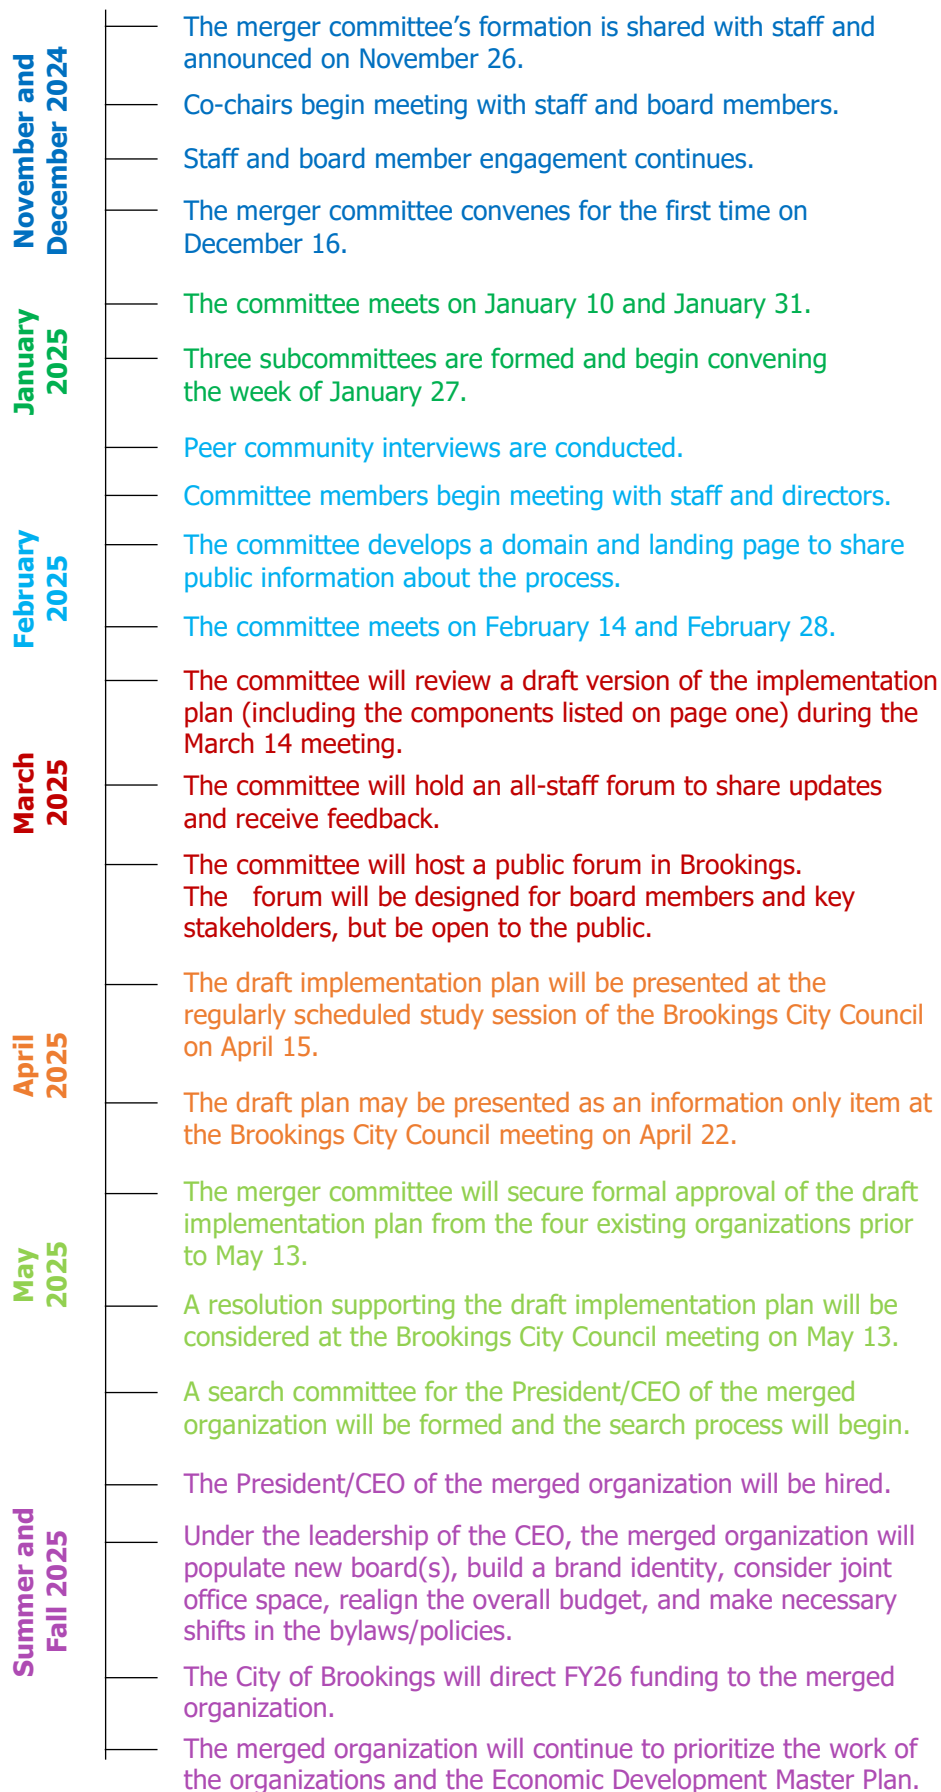 November and
December 2024
The merger committee's formation is shared with staff and
announced on November 26.
Co-chairs begin meeting with staff and board members.
Staff and board member engagement continues.
The merger committee convenes for the first time on
December 16.
January
2025
The committee meets on January 10 and January 31.
Three subcommittees are formed and begin convening
the week of January 27.
February
2025
Peer community interviews are conducted.
Committee members begin meeting with staff and directors.
The committee develops a domain and landing page to share
public information about the process.
The committee meets on February 14 and February 28.
March
2025
The committee will review a draft version of the implementation
plan (including the components listed on page one) during the
March 14 meeting.
The committee will hold an all-staff forum to share updates
and receive feedback.
The committee will host a public forum in Brookings.
The forum will be designed for board members and key
stakeholders, but be open to the public.
April
2025
The draft implementation plan will be presented at the
regularly scheduled study session of the Brookings City Council
on April 15.
The draft plan may be presented as an information only item at
the Brookings City Council meeting on April 22.
May
2025
The merger committee will secure formal approval of the draft
implementation plan from the four existing organizations prior
to May 13.
A resolution supporting the draft implementation plan will be
considered at the Brookings City Council meeting on May 13.
A search committee for the President/CEO of the merged
organization will be formed and the search process will begin.
Summer and
Fall 2025
The President/CEO of the merged organization will be hired.
Under the leadership of the CEO, the merged organization will
populate new board(s), build a brand identity, consider joint
office space, realign the overall budget, and make necessary
shifts in the bylaws/policies.
The City of Brookings will direct FY26 funding to the merged
organization.
The merged organization will continue to prioritize the work of
the organizations and the Economic Development Master Plan.